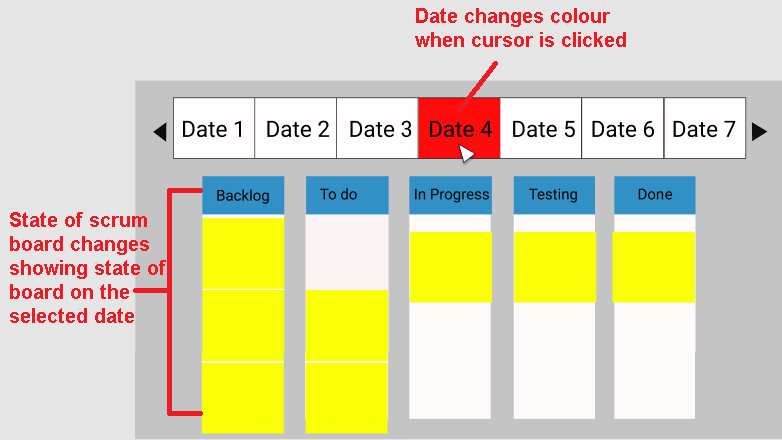 Date changes colour
when cursor is clicked
Date 1
Date 2
Date 3
Date 4
Date 5
Date 6
Date 7
Backlog
To do
In Progress
Testing
Done
State of scrum
board changes
showing state of
board on the
selected date